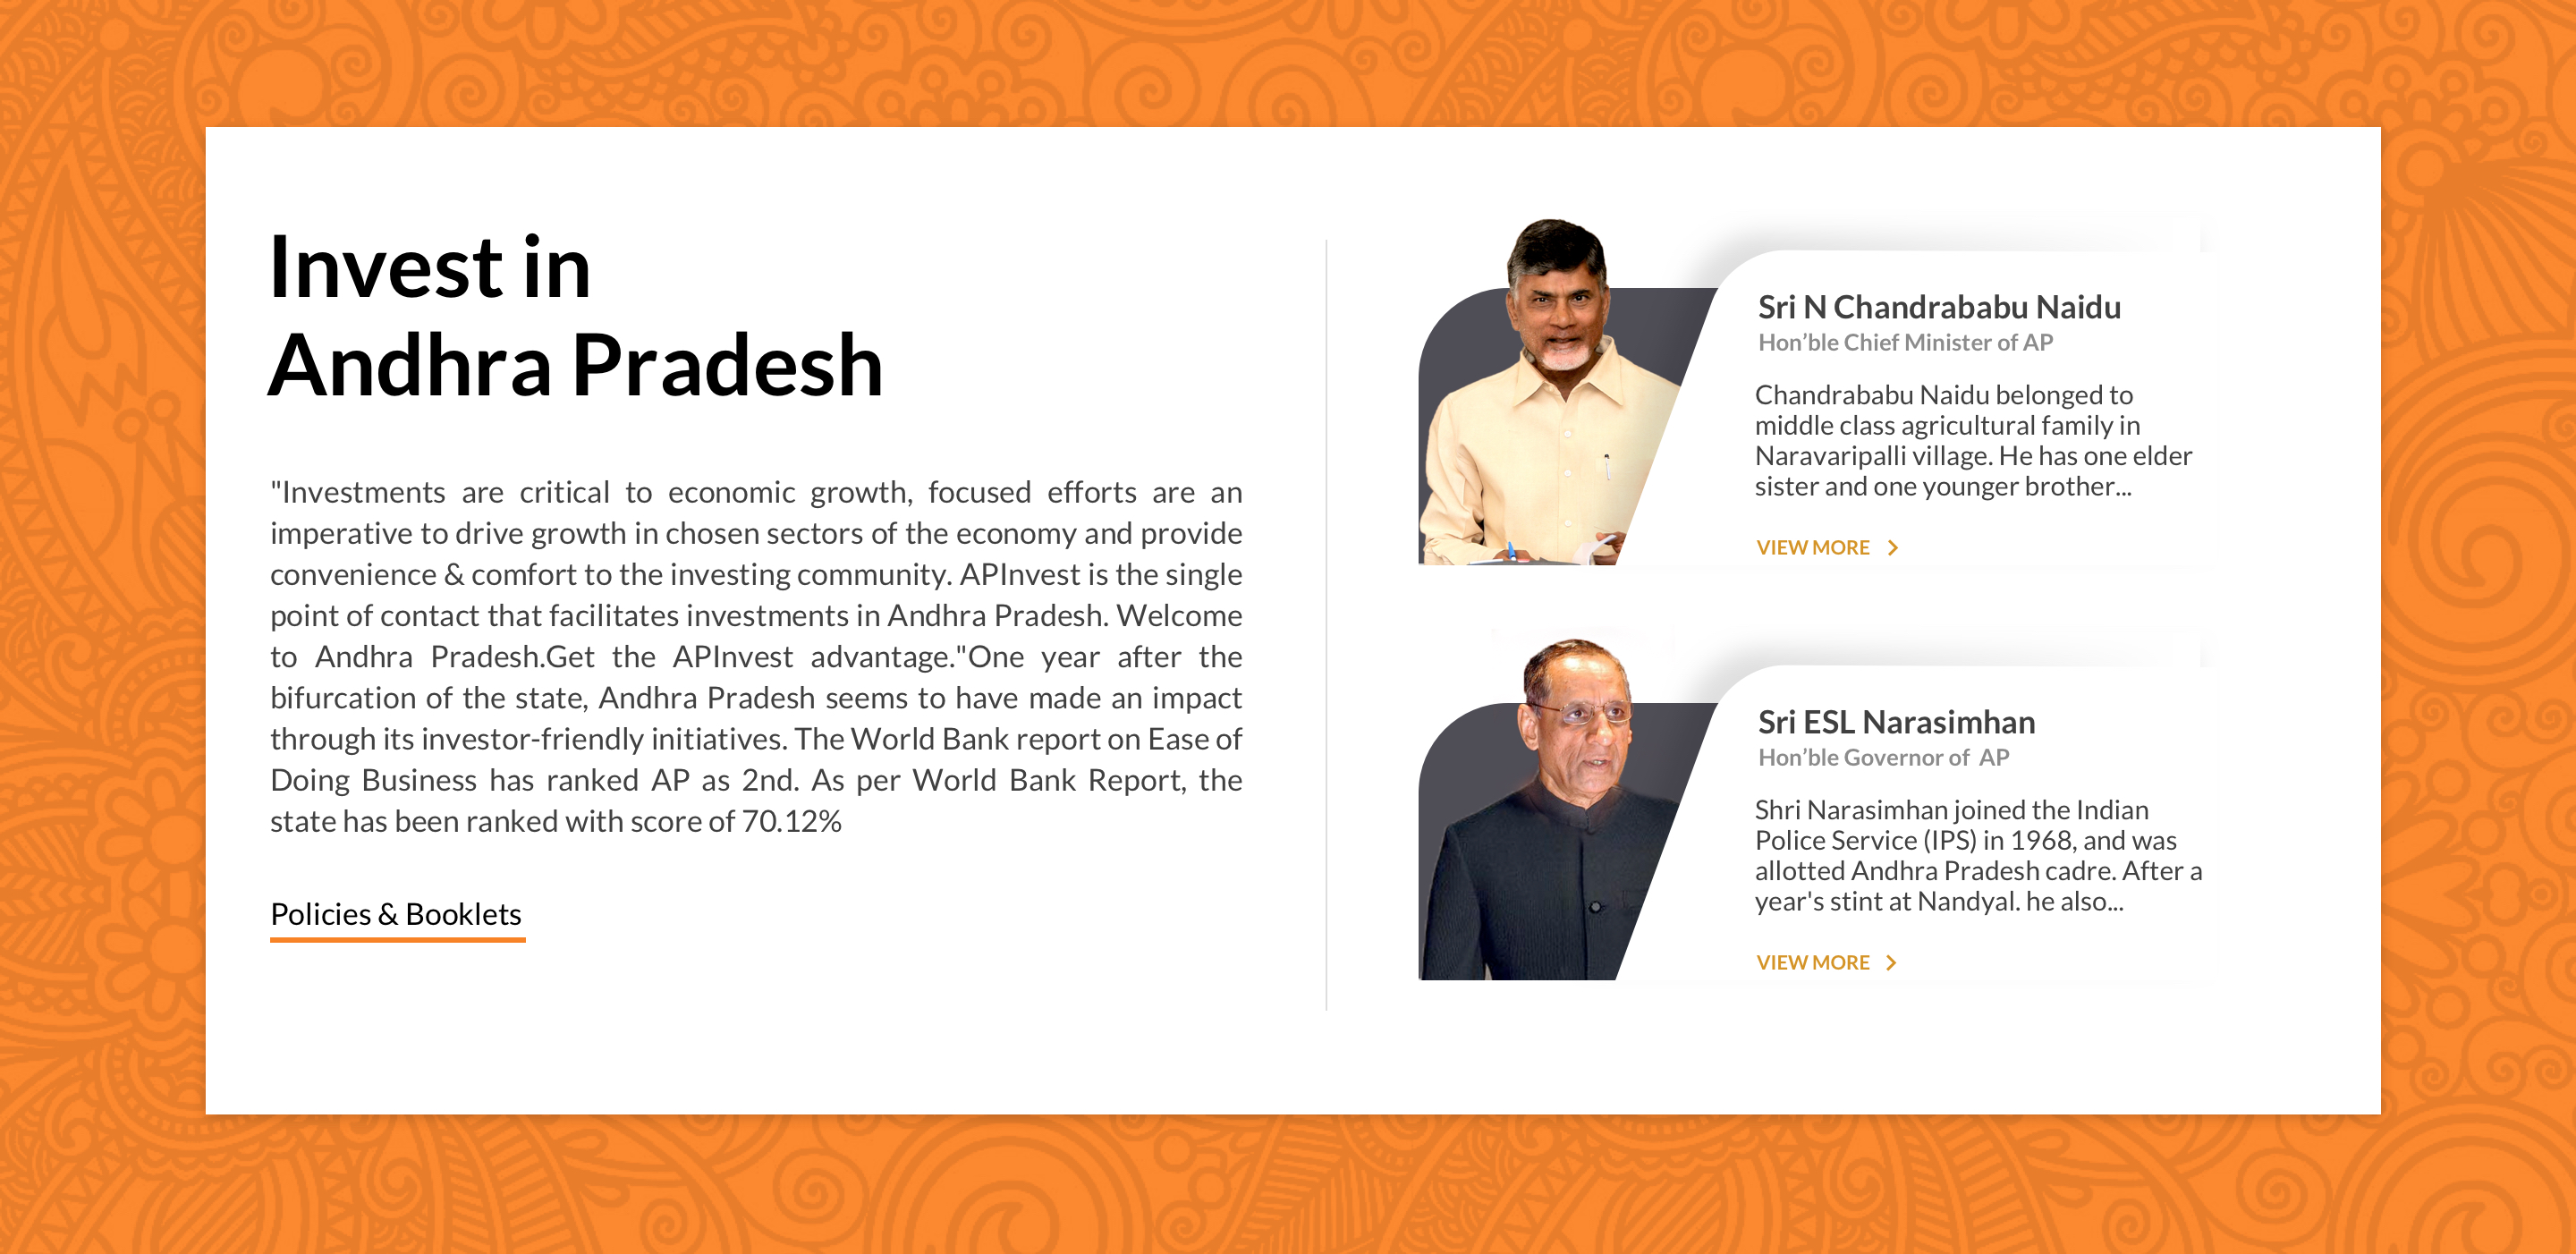 Invest in
Andhra Pradesh
"Investments are critical to economic growth, focused efforts are an
imperative to drive growth in chosen sectors of the economy and provide
convenience & comfort to the investing community. APInvest is the single
point of contact that facilitates investments in Andhra Pradesh. Welcome
to Andhra Pradesh.Get the APInvest advantage."One year after the
bifurcation of the state, Andhra Pradesh seems to have made an impact
through its investor-friendly initiatives. The World Bank report on Ease of
Doing Business has ranked AP as 2nd. As per World Bank Report, the
state has been ranked with score of 70.12%
Policies & Booklets
Sri N Chandrababu Naidu
Hon’ble Chief Minister of AP
Chandrababu Naidu belonged to
middle class agricultural family in
Naravaripalli village. He has one elder
sister and one younger brother...
VIEW MORE
Sri ESL Narasimhan
Hon’ble Governor of  AP
Shri Narasimhan joined the Indian
Police Service (IPS) in 1968, and was
allotted Andhra Pradesh cadre. After a
year's stint at Nandyal. he also...
VIEW MORE